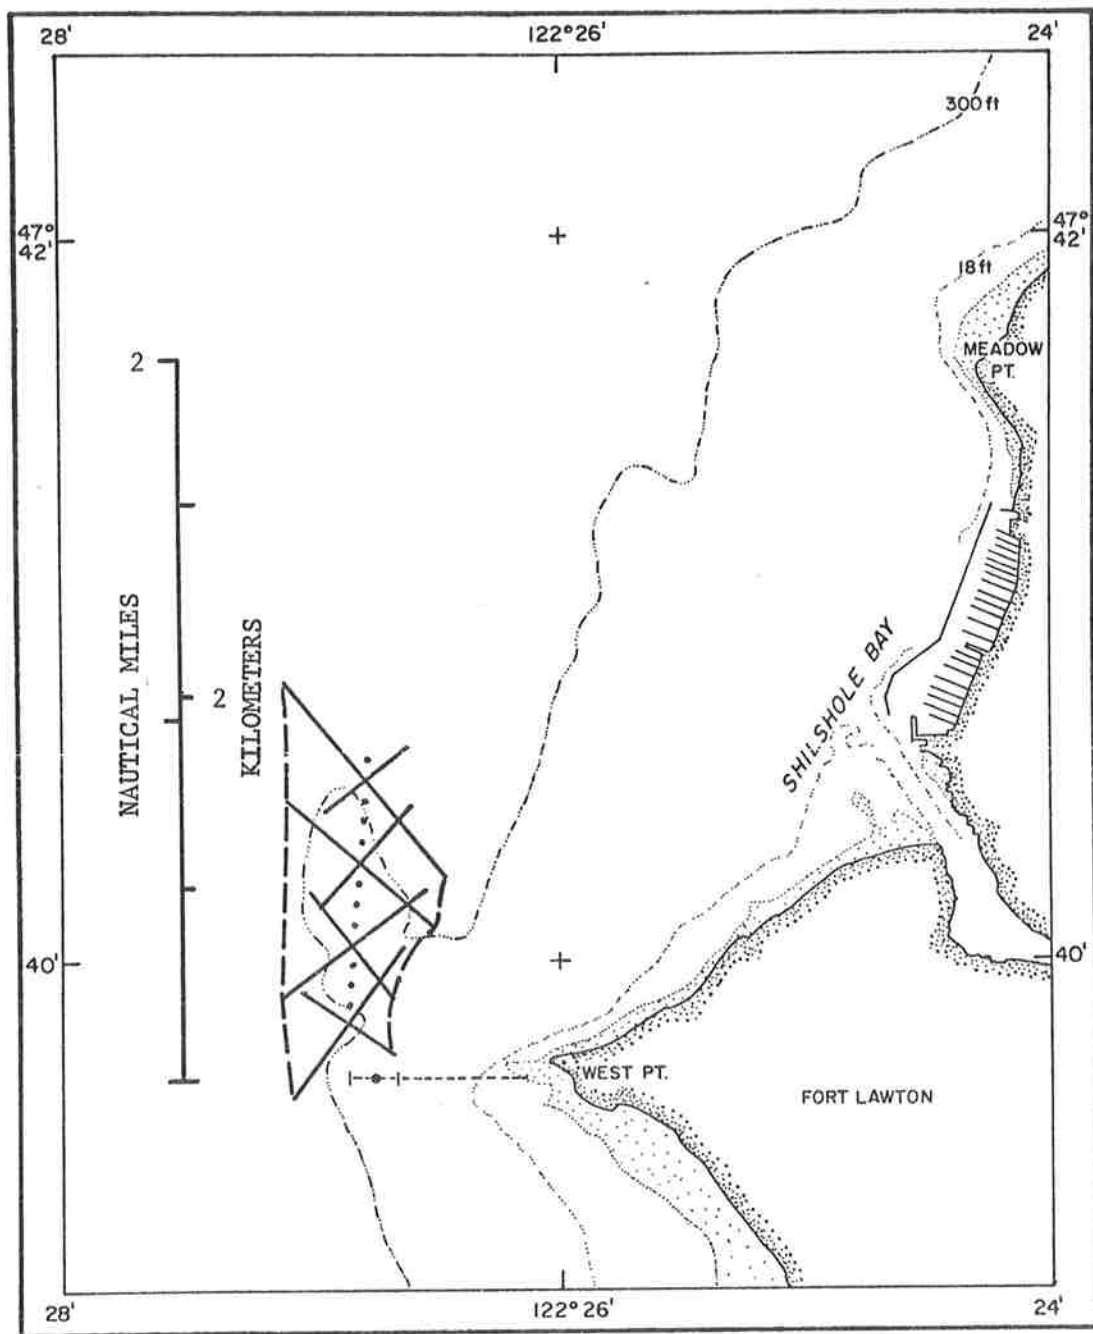 28'
122° 26'
24'
300 ft
47°
42'
47°
42'
18 ft
MEADOW
PT.
2
NAUTICAL MILES
2
KILOMETERS
SHILSHOLE BAY
40'
40'
WEST PT.
FORT LAWTON
28'
122° 26'
24'